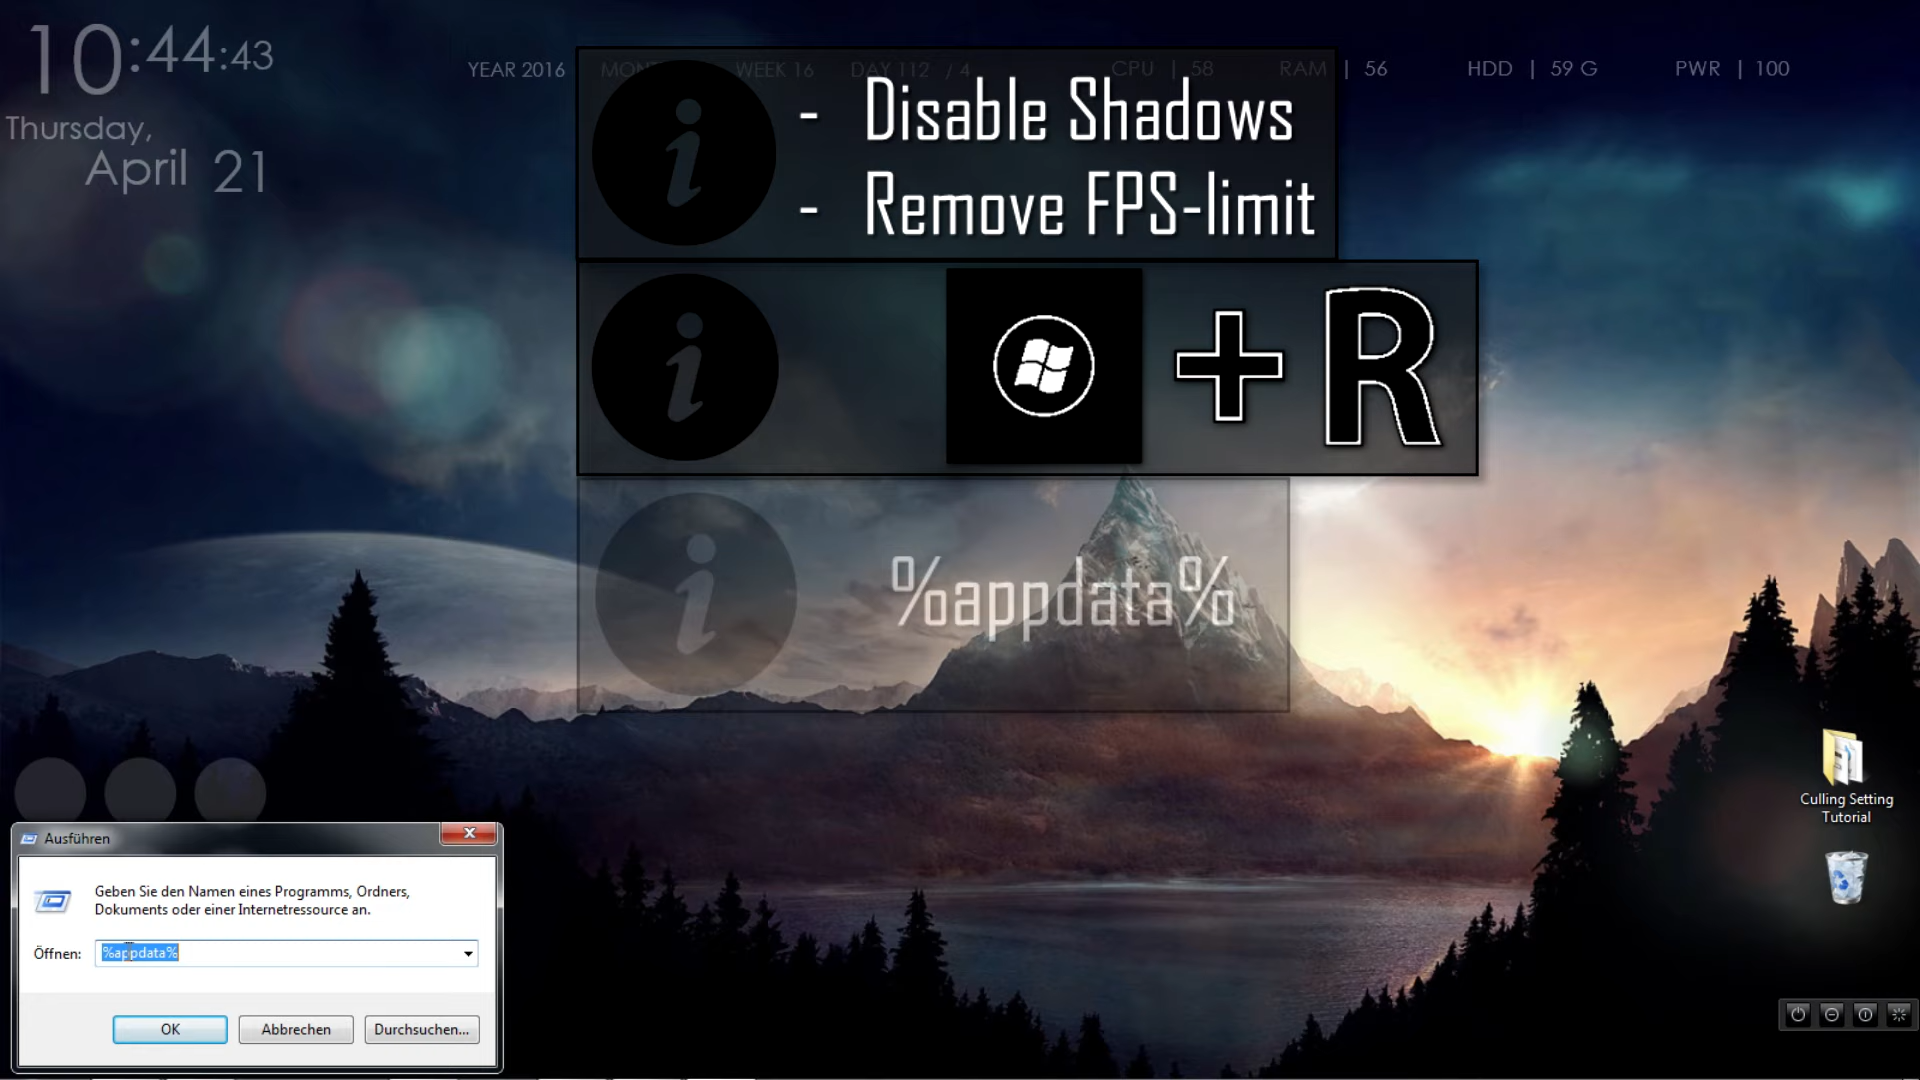 10:44:43
Thursday,
April 21
YEAR 2016
WEEK 16
DAY 112 / 4
CPU | 58
RAM | 56
HDD | 59 G
PWR | 100
- Disable Shadows
- Remove FPS-limit
+ R
%appdata%
Culling Setting
Tutorial
Ausführen
Geben Sie den Namen eines Programms, Ordners,
Dokuments oder einer Internetressource an.
Öffnen:
%appdata%
OK
Abbrechen
Durchsuchen...